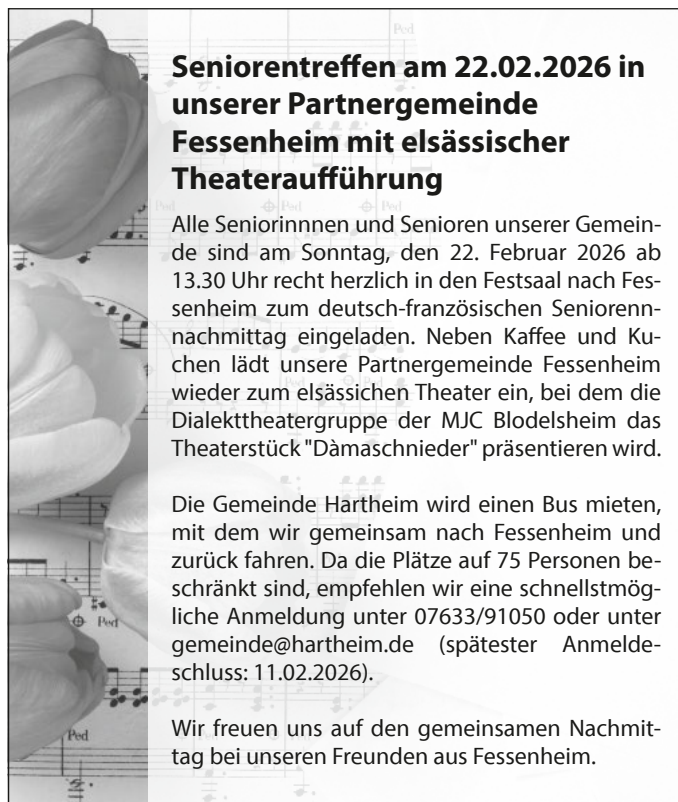 Seniorentreffen am 22.02.2026 in
unserer Partnergemeinde
Fessenheim mit elsässischer
Theateraufführung
Alle Seniorinnnen und Senioren unserer Gemein-
de sind am Sonntag, den 22. Februar 2026 ab
13.30 Uhr recht herzlich in den Festsaal nach Fes-
senheim zum deutsch-französischen Seniorenn-
nachmittag eingeladen. Neben Kaffee und Ku-
chen lädt unsere Partnergemeinde Fessenheim
wieder zum elsässichen Theater ein, bei dem die
Dialekttheatergruppe der MJC Blodelsheim das
Theaterstück "Dàmaschnieder" präsentieren wird.
Die Gemeinde Hartheim wird einen Bus mieten,
mit dem wir gemeinsam nach Fessenheim und
zurück fahren. Da die Plätze auf 75 Personen be-
schränkt sind, empfehlen wir eine schnellstmög-
liche Anmeldung unter 07633/91050 oder unter
gemeinde@hartheim.de (spätester Anmelde-
schluss: 11.02.2026).
Wir freuen uns auf den gemeinsamen Nachmit-
tag bei unseren Freunden aus Fessenheim.
Ped
Ped
Ped
Ped
Ped